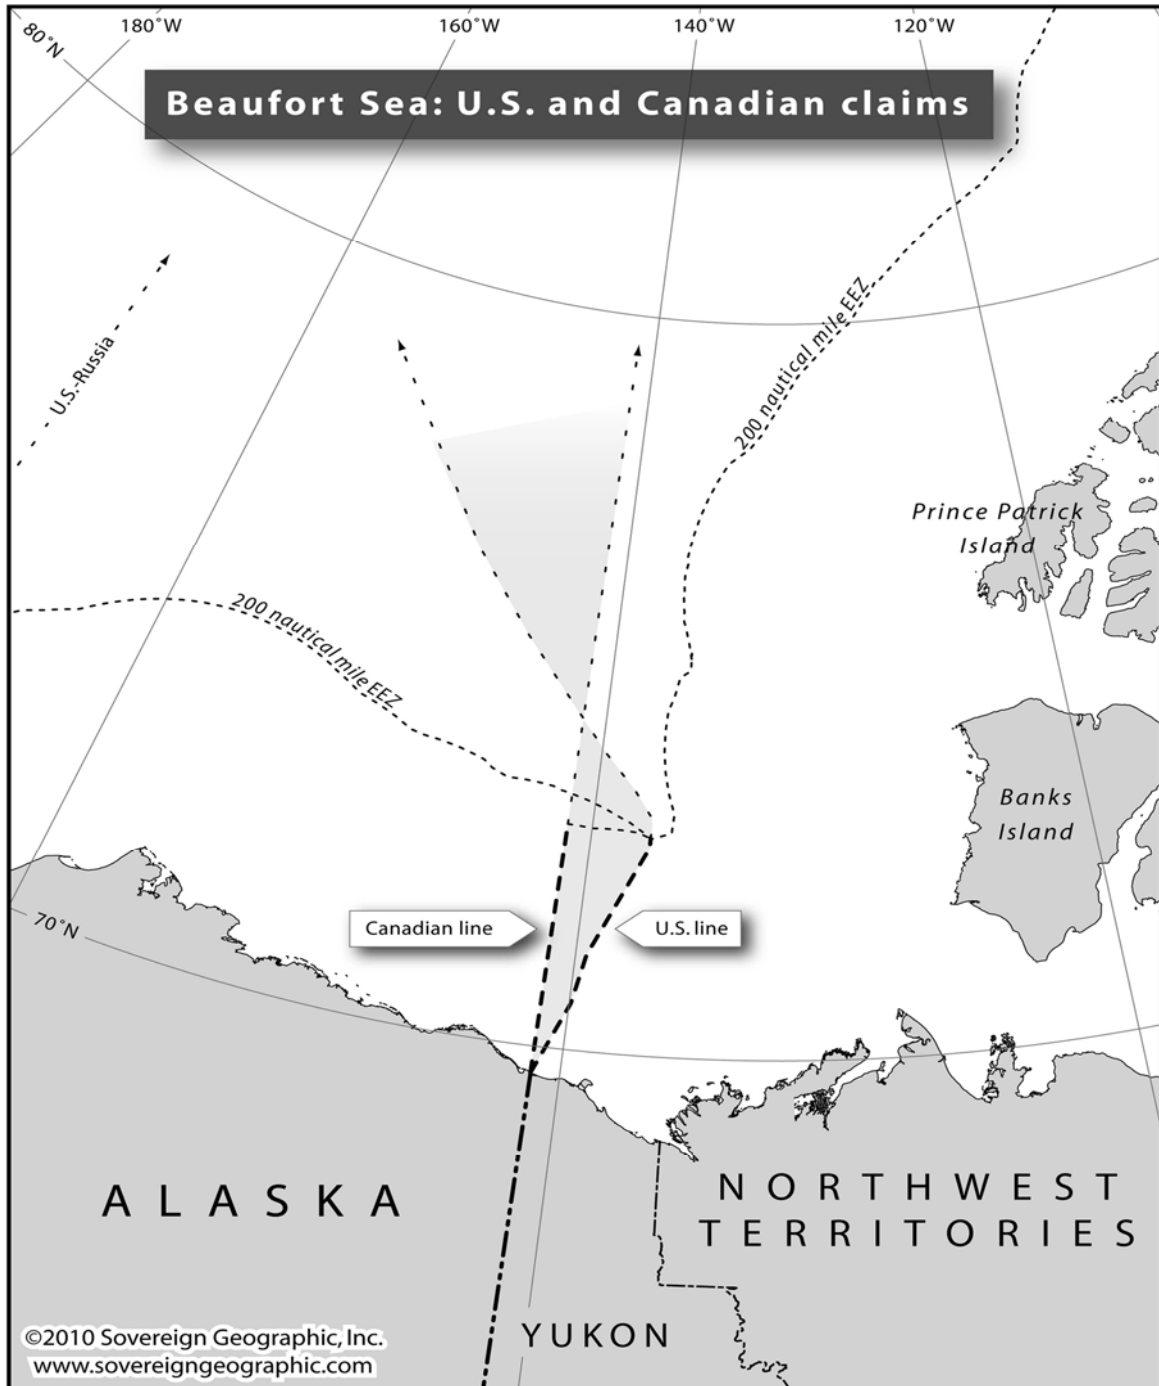 180°W
160°W
140°W
120°W
80°N
Beaufort Sea: U.S. and Canadian claims
U.S.-Russia
200 nautical mile EEZ
Prince Patrick
Island
200 nautical mile EEZ
Banks
Island
Canadian line
U.S. line
70°N
ALASKA
NORTHWEST
TERRITORIES
YUKON
©2010 Sovereign Geographic, Inc.
www.sovereigngeographic.com